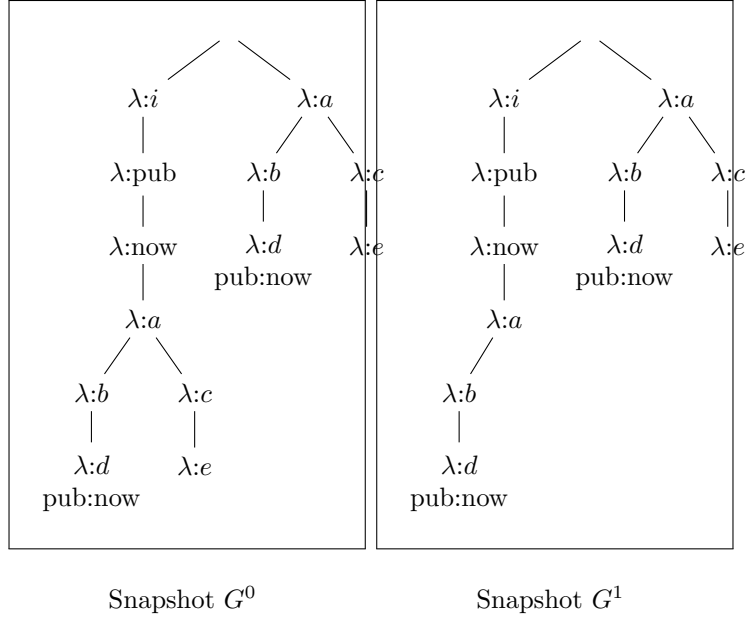 λ:i λ:a λ:i λ:a
λ:pub λ:b λ:c λ:pub λ:b λ:c
λ:now λ:d λ:e λ:now λ:d λ:e
pub:now pub:now
λ:a λ:a
λ:b λ:c λ:b
λ:d λ:e λ:d
pub:now pub:now
Snapshot G⁰ Snapshot G¹